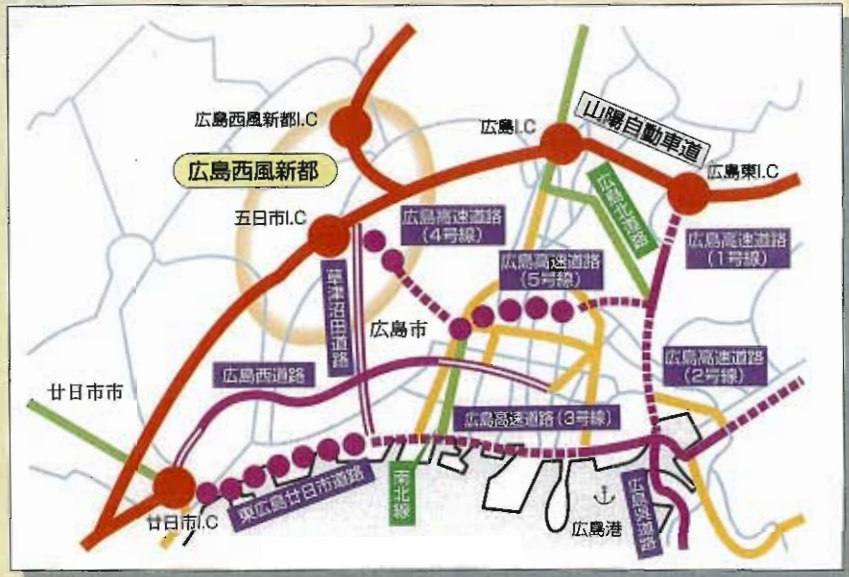 広島西風新都I.C
広島I.C
山陽自動車道
広島西風新都
広島東I.C
五日市I.C
広島高速道路
(4号線)
広島高速道路
(1号線)
広島高速道路
(5号線)
草津沼田道路
広島市
広島西道路
広島高速道路
(2号線)
廿日市市
広島高速道路(3号線)
東広島廿日市道路
南北線
広島呉道路
廿日市I.C
広島港